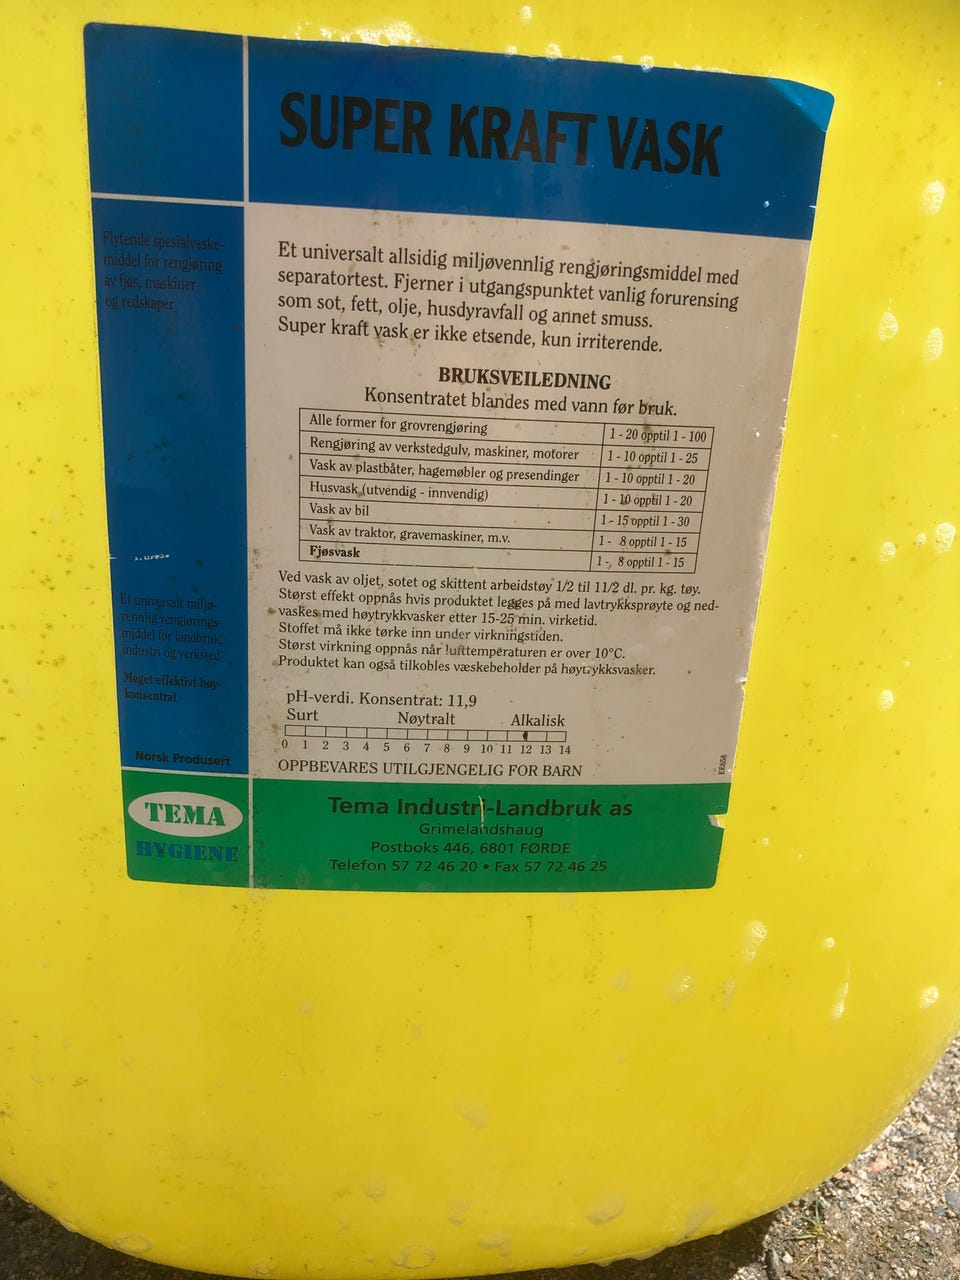 SUPER KRAFT VASK
Flytende spesialvaske-
middel for rengjøring
av fjøs, maskiner
og redskaper
Et universalt allsidig miljøvennlig rengjøringsmiddel med
separatortest. Fjerner i utgangspunktet vanlig forurensing
som sot, fett, olje, husdyravfall og annet smuss.
Super kraft vask er ikke etsende, kun irriterende.
BRUKSVEILEDNING
Konsentratet blandes med vann før bruk.
Alle former for grovrengjøring 1 - 20 opptil 1 - 100
Rengjøring av verkstedgulv, maskiner, motorer 1 - 10 opptil 1 - 25
Vask av plastbåter, hagemøbler og presendinger 1 - 10 opptil 1 - 20
Husvask (utvendig - innvendig) 1 - 10 opptil 1 - 20
Vask av bil 1 - 15 opptil 1 - 30
Vask av traktor, gravemaskiner, m.v. 1 - 8 opptil 1 - 15
Fjøsvask 1 - 8 opptil 1 - 15
Ved vask av oljet, sotet og skittent arbeidstøy 1/2 til 11/2 dl. pr. kg. tøy.
Størst effekt oppnås hvis produktet legges på med lavtrykksprøyte og ned-
vaskes med høytrykkvasker etter 15-25 min. virketid.
Stoffet må ikke tørke inn under virkningstiden.
Størst virkning oppnås når lufttemperaturen er over 10°C.
Produktet kan også tilkobles væskebeholder på høytrykksvasker.
Et universalt miljø-
vennlig rengjørings-
middel for landbruk,
industri og verksted
Meget effektivt høy-
konsentrat
Norsk Produsert
pH-verdi. Konsentrat: 11,9
Surt Nøytralt Alkalisk
0 1 2 3 4 5 6 7 8 9 10 11 12 13 14
OPPBEVARES UTILGJENGELIG FOR BARN
EE658
TEMA
HYGIENE
Tema Industri-Landbruk as
Grimelandshaug
Postboks 446, 6801 FØRDE
Telefon 57 72 46 20 • Fax 57 72 46 25